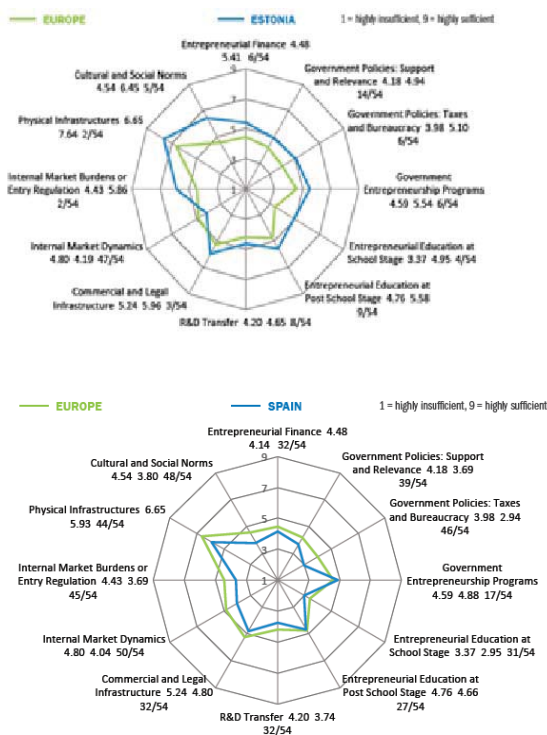 EUROPE
ESTONIA
1 = highly insufficient, 9 = highly sufficient
Entrepreneurial Finance 4.48
5.41 6/54
9
7
5
3
1
Government Policies: Support
and Relevance 4.18 4.94
14/54
Government Policies: Taxes
and Bureaucracy 3.98 5.10
6/54
Government
Entrepreneurship Programs
4.59 5.54 6/54
Entrepreneurial Education at
School Stage 3.37 4.95 4/54
Entrepreneurial Education at
Post School Stage 4.76 5.58
9/54
R&D Transfer 4.20 4.65 8/54
Commercial and Legal
Infrastructure 5.24 5.96 3/54
Internal Market Dynamics
4.80 4.19 47/54
Internal Market Burdens or
Entry Regulation 4.43 5.86
2/54
Physical Infrastructures 6.65
7.64 2/54
Cultural and Social Norms
4.54 6.45 5/54
EUROPE
SPAIN
1 = highly insufficient, 9 = highly sufficient
Entrepreneurial Finance 4.48
4.14 32/54
9
7
5
3
1
Government Policies: Support
and Relevance 4.18 3.69
39/54
Government Policies: Taxes
and Bureaucracy 3.98 2.94
46/54
Government
Entrepreneurship Programs
4.59 4.88 17/54
Entrepreneurial Education at
School Stage 3.37 2.95 31/54
Entrepreneurial Education at
Post School Stage 4.76 4.66
27/54
R&D Transfer 4.20 3.74
32/54
Commercial and Legal
Infrastructure 5.24 4.80
32/54
Internal Market Dynamics
4.80 4.04 50/54
Internal Market Burdens or
Entry Regulation 4.43 3.69
45/54
Physical Infrastructures 6.65
5.93 44/54
Cultural and Social Norms
4.54 3.80 48/54